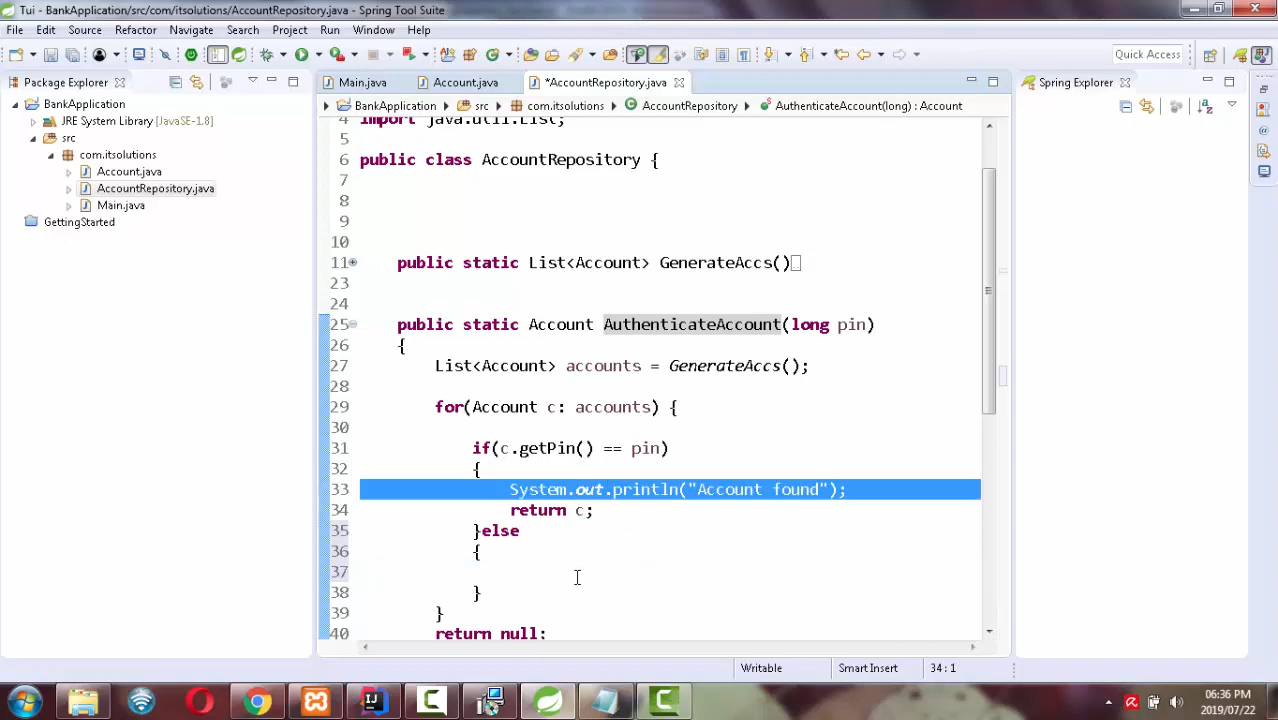 Tui - BankApplication/src/com/itsolutions/AccountRepository.java - Spring Tool Suite
File Edit Source Refactor Navigate Search Project Run Window Help
Quick Access
Package Explorer
Main.java
Account.java
*AccountRepository.java
Spring Explorer
BankApplication
JRE System Library [JavaSE-1.8]
src
com.itsolutions
Account.java
AccountRepository.java
Main.java
GettingStarted
BankApplication src com.itsolutions AccountRepository AuthenticateAccount(long) : Account
4 import java.util.List;
5
6 public class AccountRepository {
7
8
9
10
11 public static List<Account> GenerateAccs()
23
24
25 public static Account AuthenticateAccount(long pin)
26 {
27 List<Account> accounts = GenerateAccs();
28
29 for(Account c: accounts) {
30
31 if(c.getPin() == pin)
32 {
33 System.out.println("Account found");
34 return c;
35 }else
36 {
37
38 }
39 }
40 return null;
Writable Smart Insert 34 : 1
06:36 PM
2019/07/22